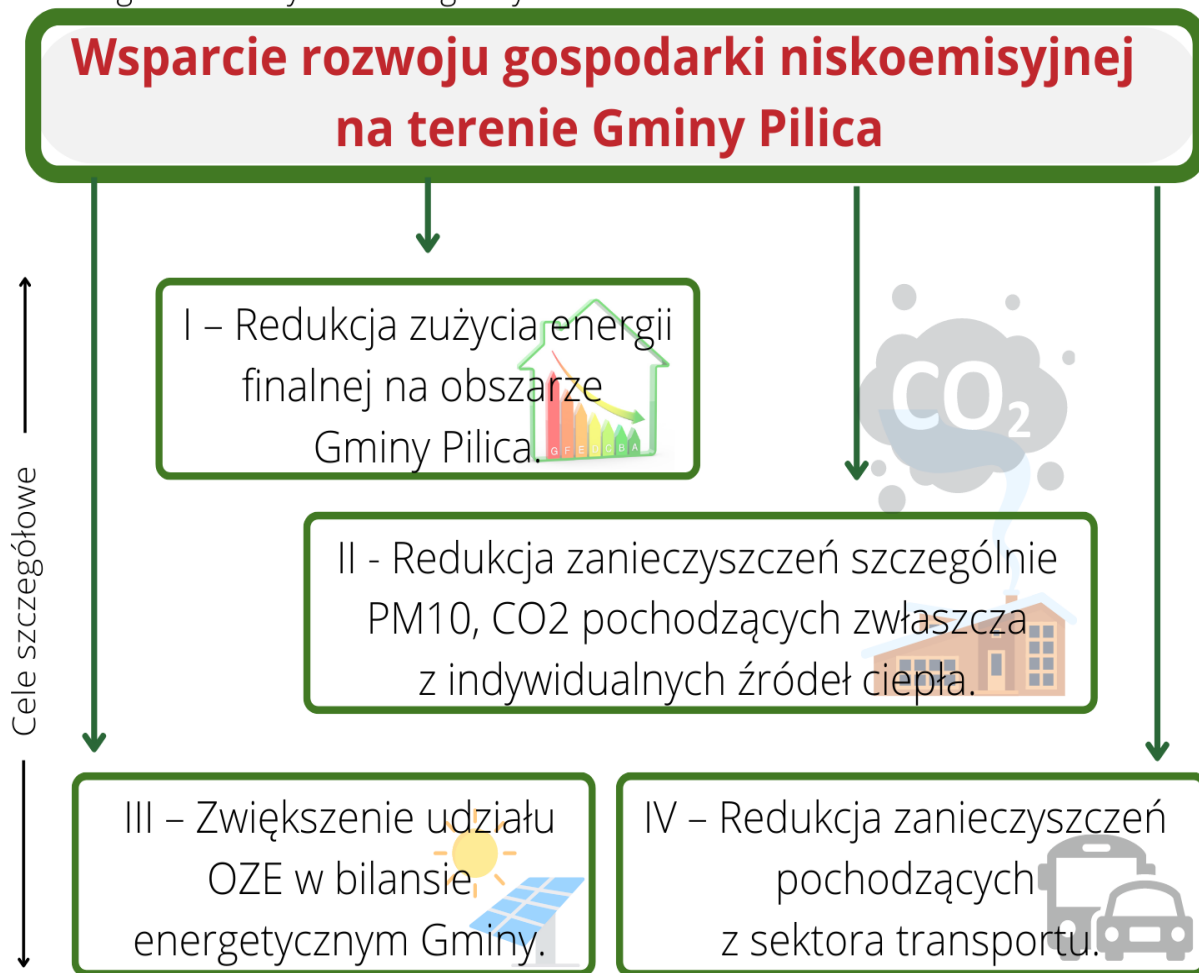 Wsparcie rozwoju gospodarki niskoemisyjnej
na terenie Gminy Pilica
I – Redukcja zużycia energii
finalnej na obszarze
Gminy Pilica.
G F E D C B A
CO2
Cele szczegółowe
II - Redukcja zanieczyszczeń szczególnie
PM10, CO2 pochodzących zwłaszcza
z indywidualnych źródeł ciepła.
III – Zwiększenie udziału
OZE w bilansie
energetycznym Gminy.
IV – Redukcja zanieczyszczeń
pochodzących
z sektora transportu.